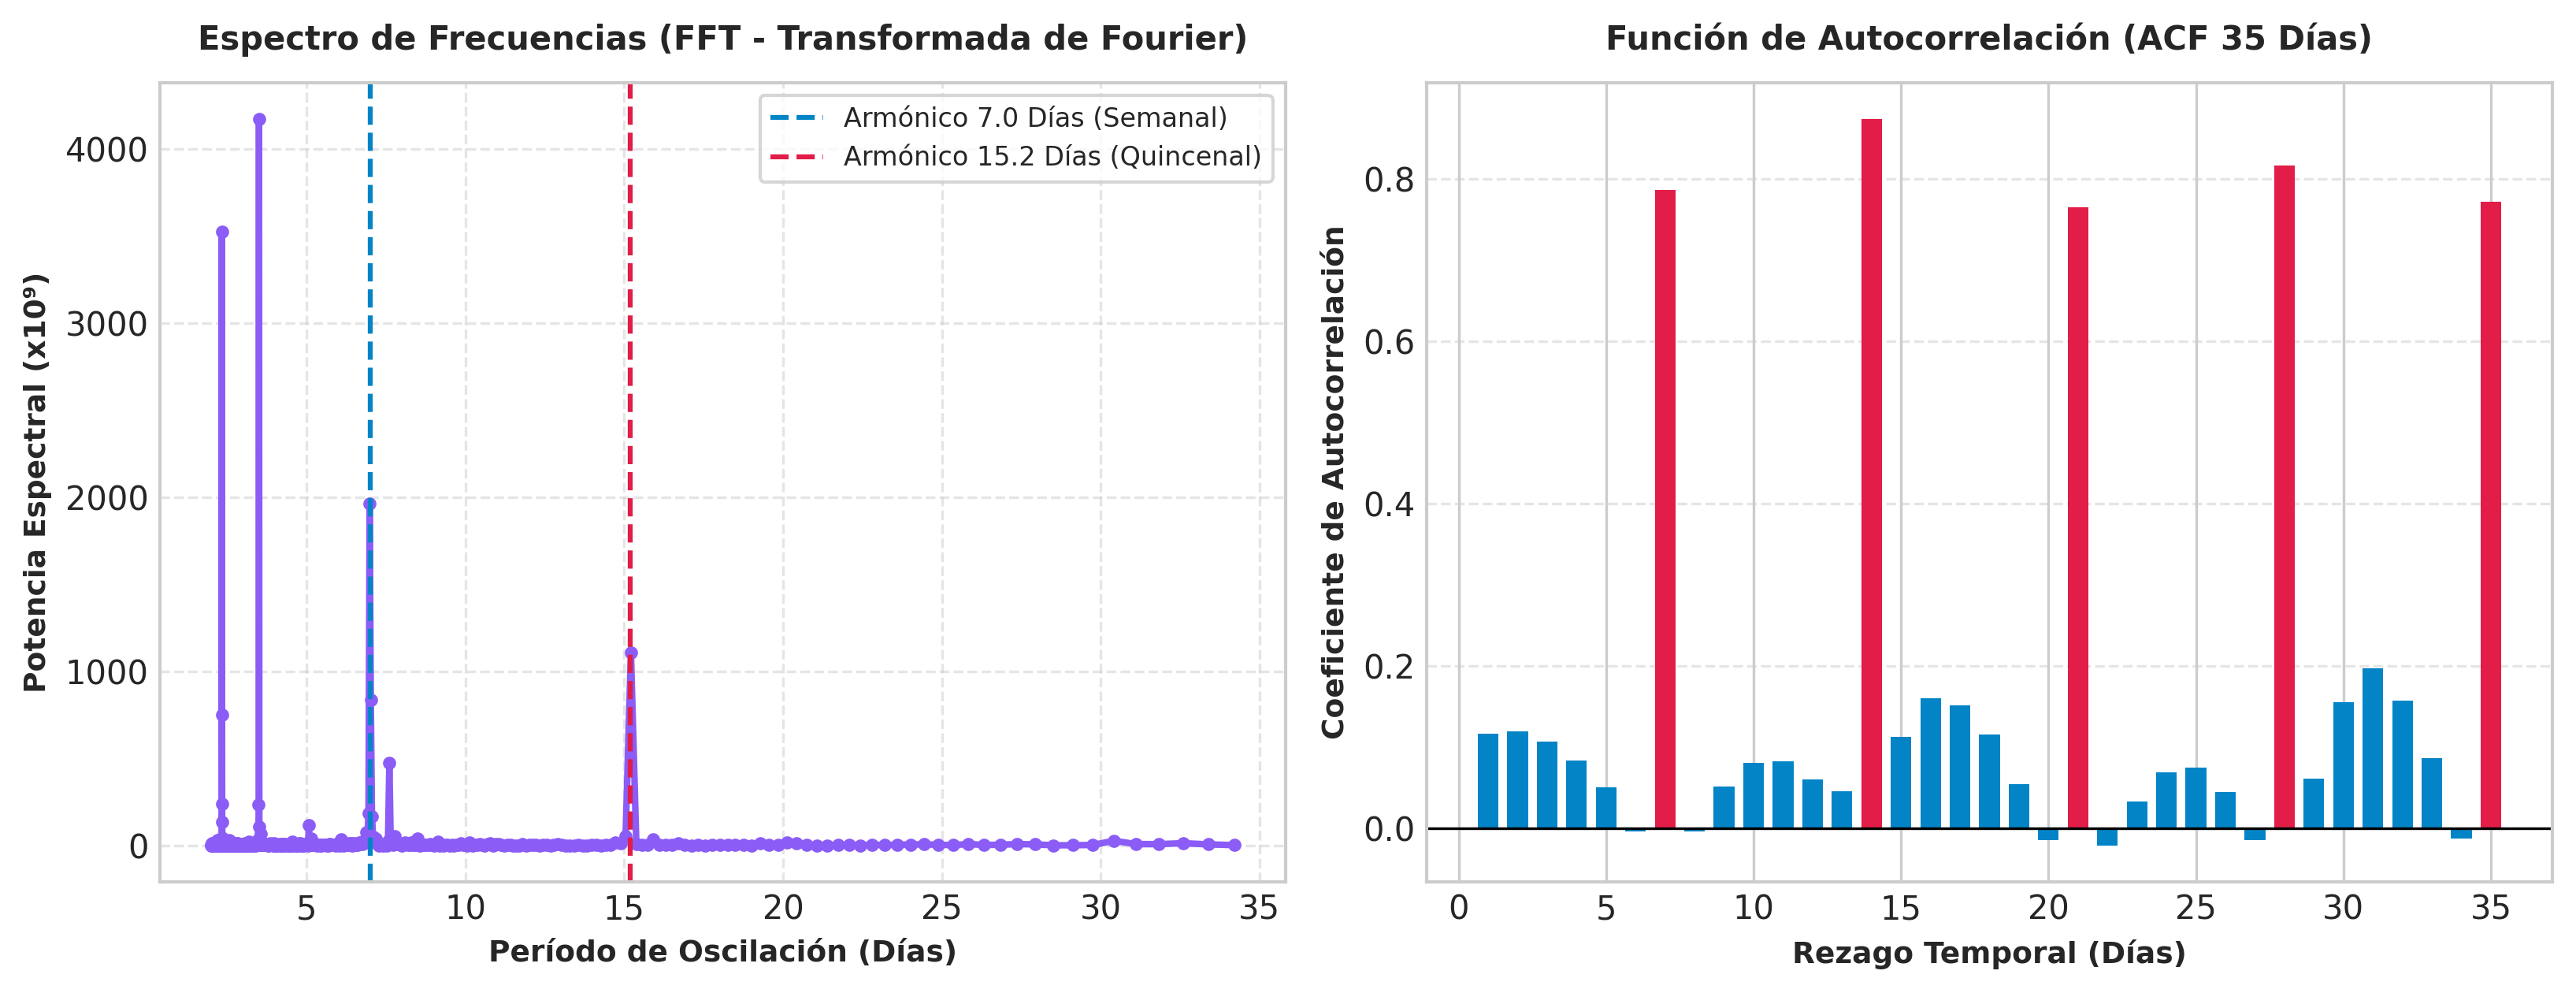 Espectro de Frecuencias (FFT - Transformada de Fourier)
Armónico 7.0 Días (Semanal)
Armónico 15.2 Días (Quincenal)
Potencia Espectral (x10⁹)
4000
3000
2000
1000
0
5 10 15 20 25 30 35
Período de Oscilación (Días)
Función de Autocorrelación (ACF 35 Días)
Coeficiente de Autocorrelación
0.8
0.6
0.4
0.2
0.0
0 5 10 15 20 25 30 35
Rezago Temporal (Días)